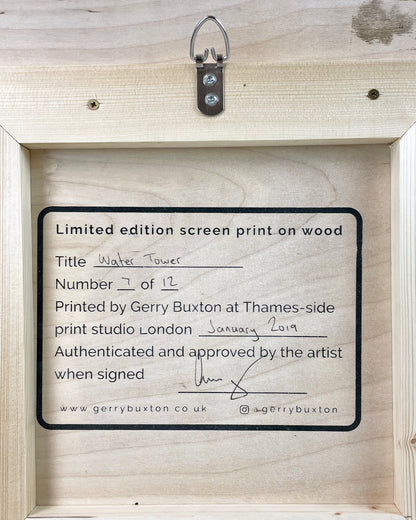 Limited edition screen print on wood
Title Water Tower
Number 7 of 12
Printed by Gerry Buxton at Thames-side
print studio London January 2019
Authenticated and approved by the artist
when signed
www.gerrybuxton.co.uk @gerrybuxton